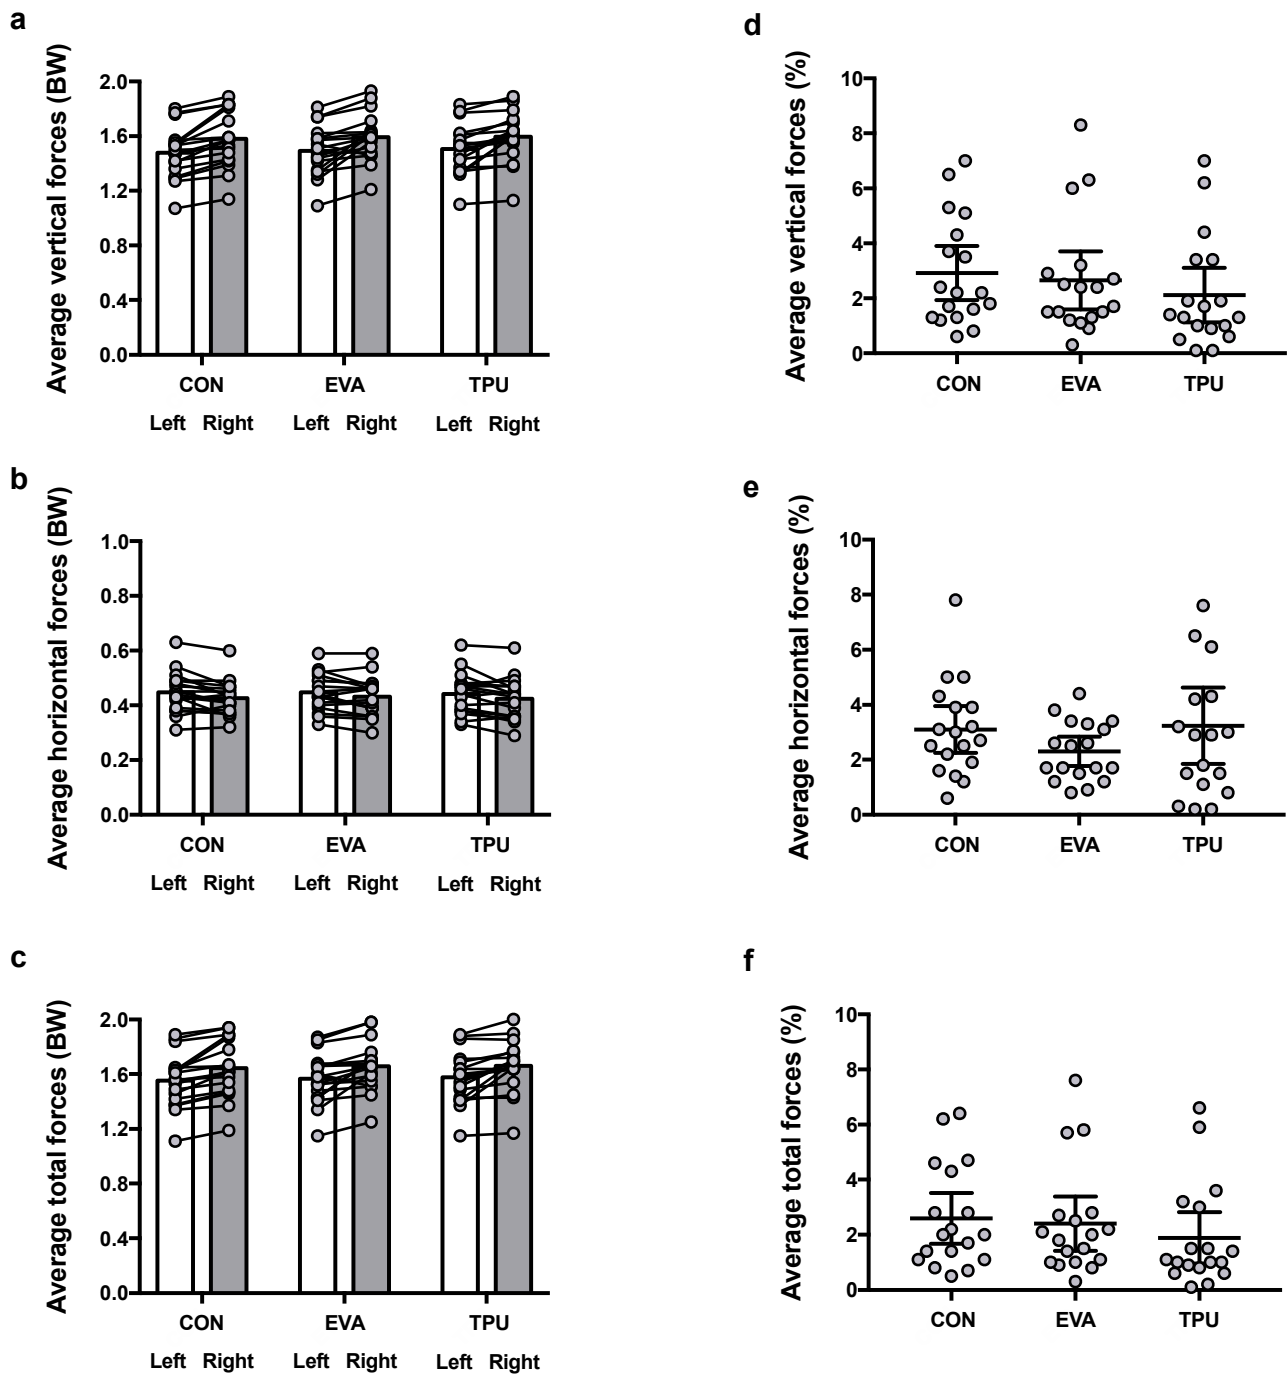 a
Average vertical forces (BW)
2.0
1.6
1.2
0.8
0.4
0.0
CON EVA TPU
Left Right Left Right Left Right
d
Average vertical forces (%)
10
8
6
4
2
0
CON EVA TPU
b
Average horizontal forces (BW)
1.0
0.8
0.6
0.4
0.2
0.0
CON EVA TPU
Left Right Left Right Left Right
e
Average horizontal forces (%)
10
8
6
4
2
0
CON EVA TPU
c
Average total forces (BW)
2.0
1.6
1.2
0.8
0.4
0.0
CON EVA TPU
Left Right Left Right Left Right
f
Average total forces (%)
10
8
6
4
2
0
CON EVA TPU